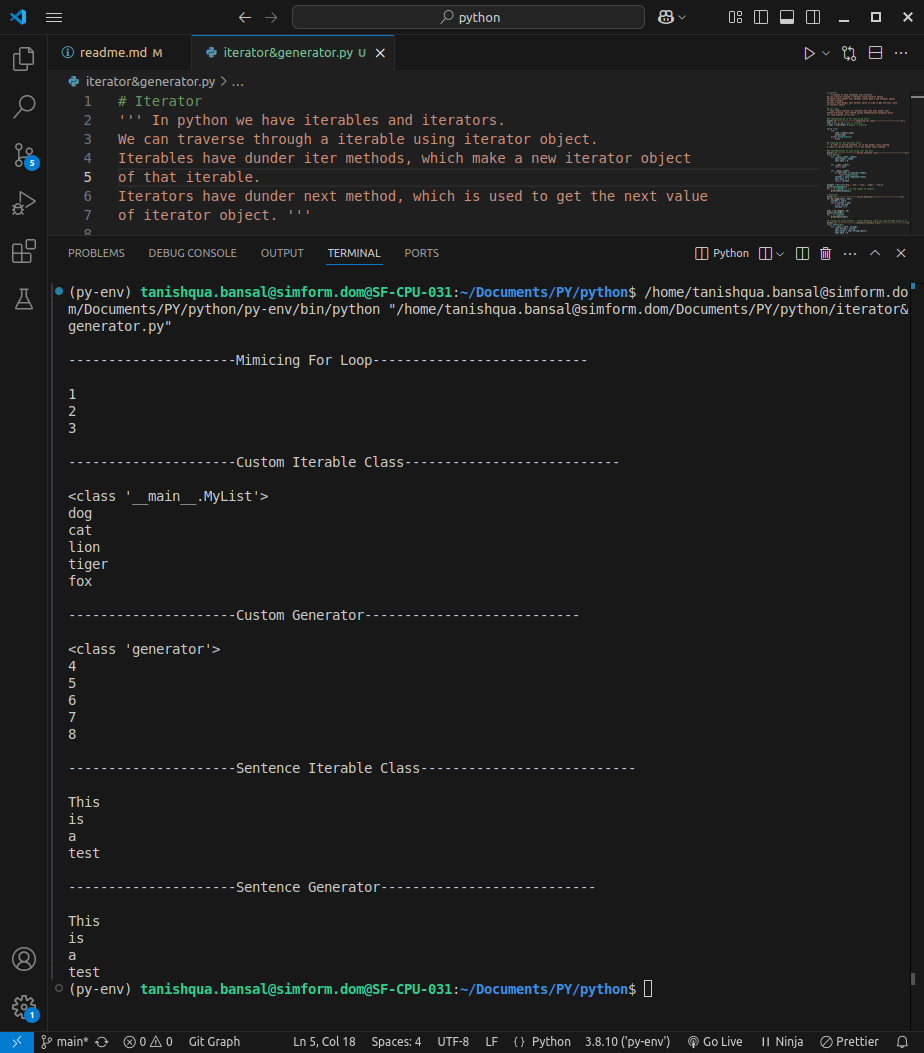 python
readme.md M
iterator&generator.py U
iterator&generator.py > ...
1 # Iterator
2 ''' In python we have iterables and iterators.
3 We can traverse through a iterable using iterator object.
4 Iterables have dunder iter methods, which make a new iterator object
5 of that iterable.
6 Iterators have dunder next method, which is used to get the next value
7 of iterator object. '''
8
PROBLEMS DEBUG CONSOLE OUTPUT TERMINAL PORTS Python
(py-env) tanishqua.bansal@simform.dom@SF-CPU-031:~/Documents/PY/python$ /home/tanishqua.bansal@simform.do
m/Documents/PY/python/py-env/bin/python "/home/tanishqua.bansal@simform.dom/Documents/PY/python/iterator&
generator.py"
---------------------Mimicing For Loop---------------------------
1
2
3
---------------------Custom Iterable Class---------------------------
<class '__main__.MyList'>
dog
cat
lion
tiger
fox
---------------------Custom Generator---------------------------
<class 'generator'>
4
5
6
7
8
---------------------Sentence Iterable Class---------------------------
This
is
a
test
---------------------Sentence Generator---------------------------
This
is
a
test
(py-env) tanishqua.bansal@simform.dom@SF-CPU-031:~/Documents/PY/python$
5
1
main* 0 0 Git Graph Ln 5, Col 18 Spaces: 4 UTF-8 LF {} Python 3.8.10 ('py-env') Go Live Ninja Prettier